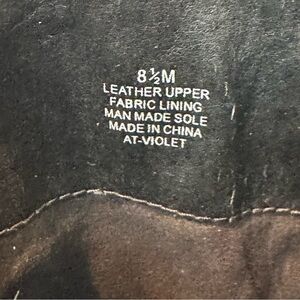 8½M
LEATHER UPPER
FABRIC LINING
MAN MADE SOLE
MADE IN CHINA
AT-VIOLET